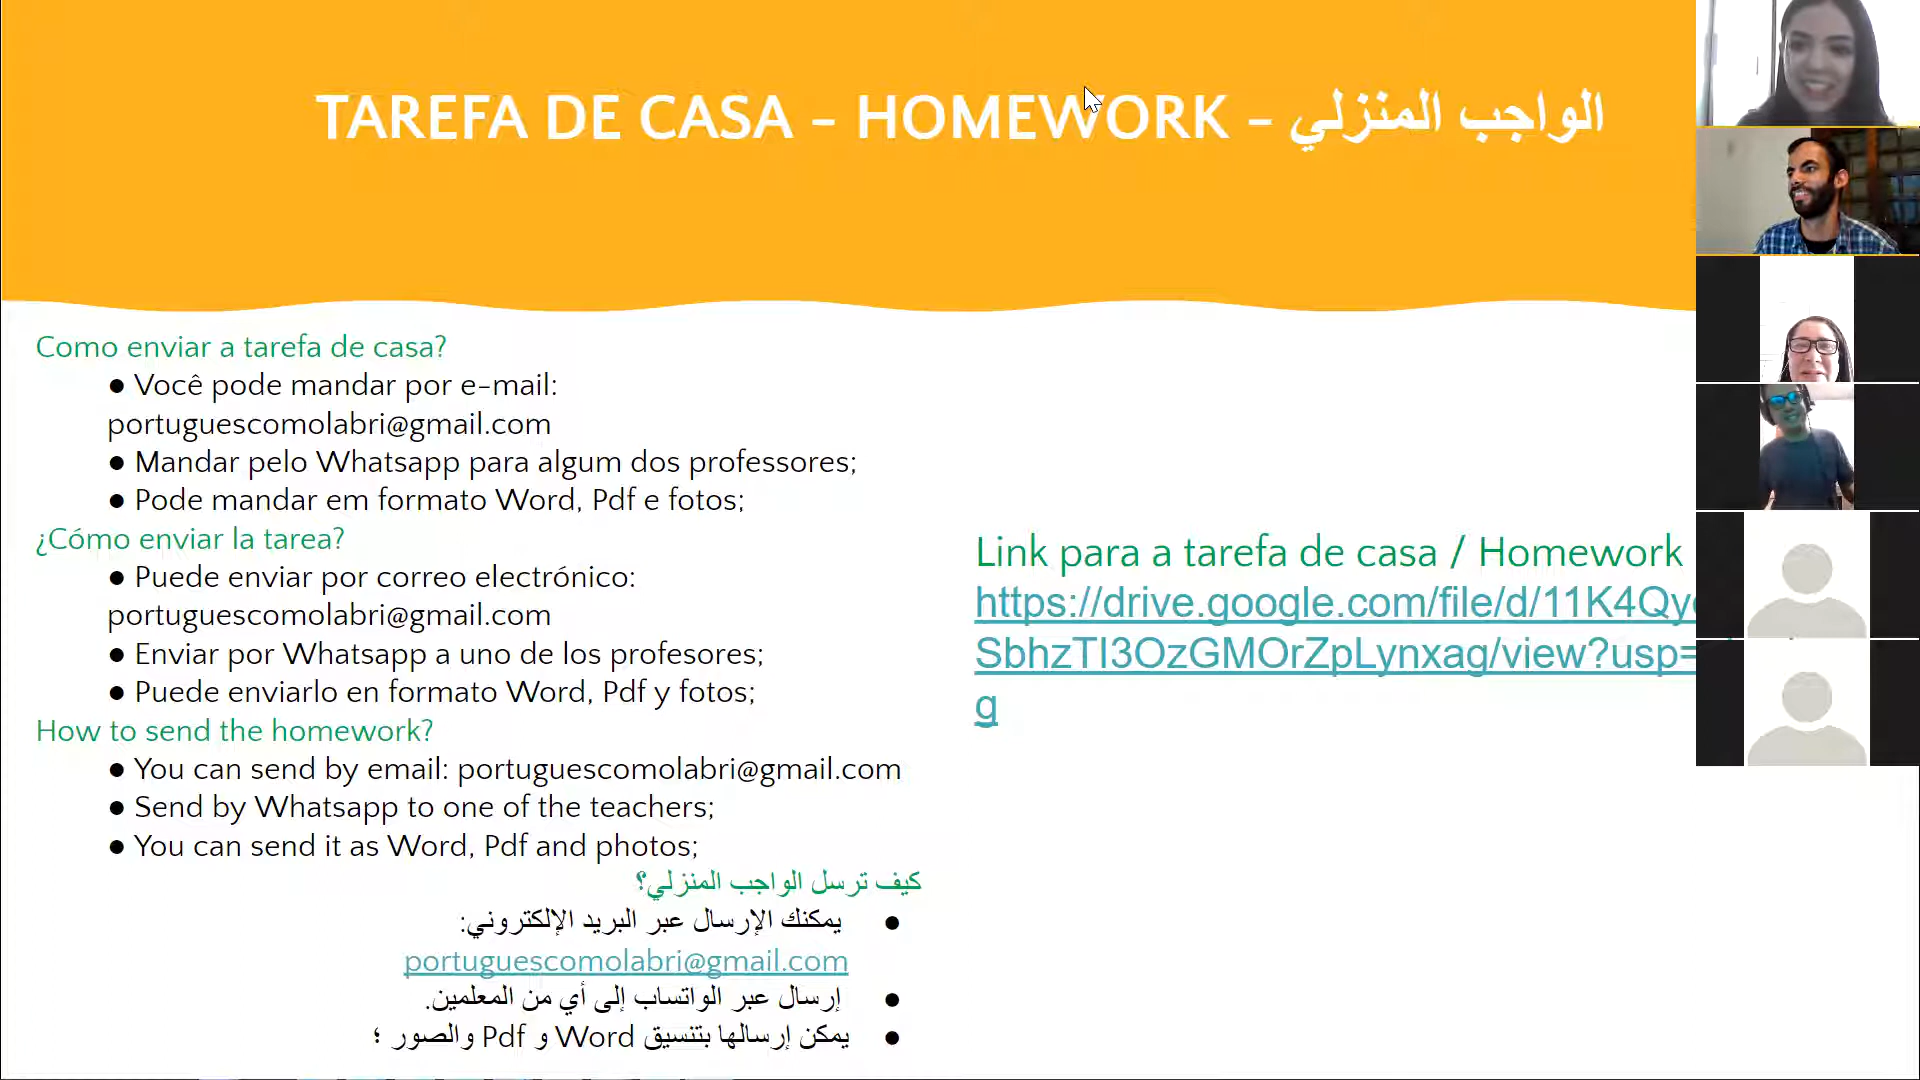 TAREFA DE CASA - HOMEWORK - الواجب المنزلي
Como enviar a tarefa de casa?
● Você pode mandar por e-mail:
portuguescomolabri@gmail.com
● Mandar pelo Whatsapp para algum dos professores;
● Pode mandar em formato Word, Pdf e fotos;
¿Cómo enviar la tarea?
● Puede enviar por correo electrónico:
portuguescomolabri@gmail.com
● Enviar por Whatsapp a uno de los profesores;
● Puede enviarlo en formato Word, Pdf y fotos;
How to send the homework?
● You can send by email: portuguescomolabri@gmail.com
● Send by Whatsapp to one of the teachers;
● You can send it as Word, Pdf and photos;
كيف ترسل الواجب المنزلي؟
● يمكنك الإرسال عبر البريد الإلكتروني:
portuguescomolabri@gmail.com
● إرسال عبر الواتساب إلى أي من المعلمين.
● يمكن إرسالها بتنسيق Word و Pdf والصور ؛
Link para a tarefa de casa / Homework
https://drive.google.com/file/d/11K4Qy
SbhzTI3OzGMOrZpLynxag/view?usp=
g